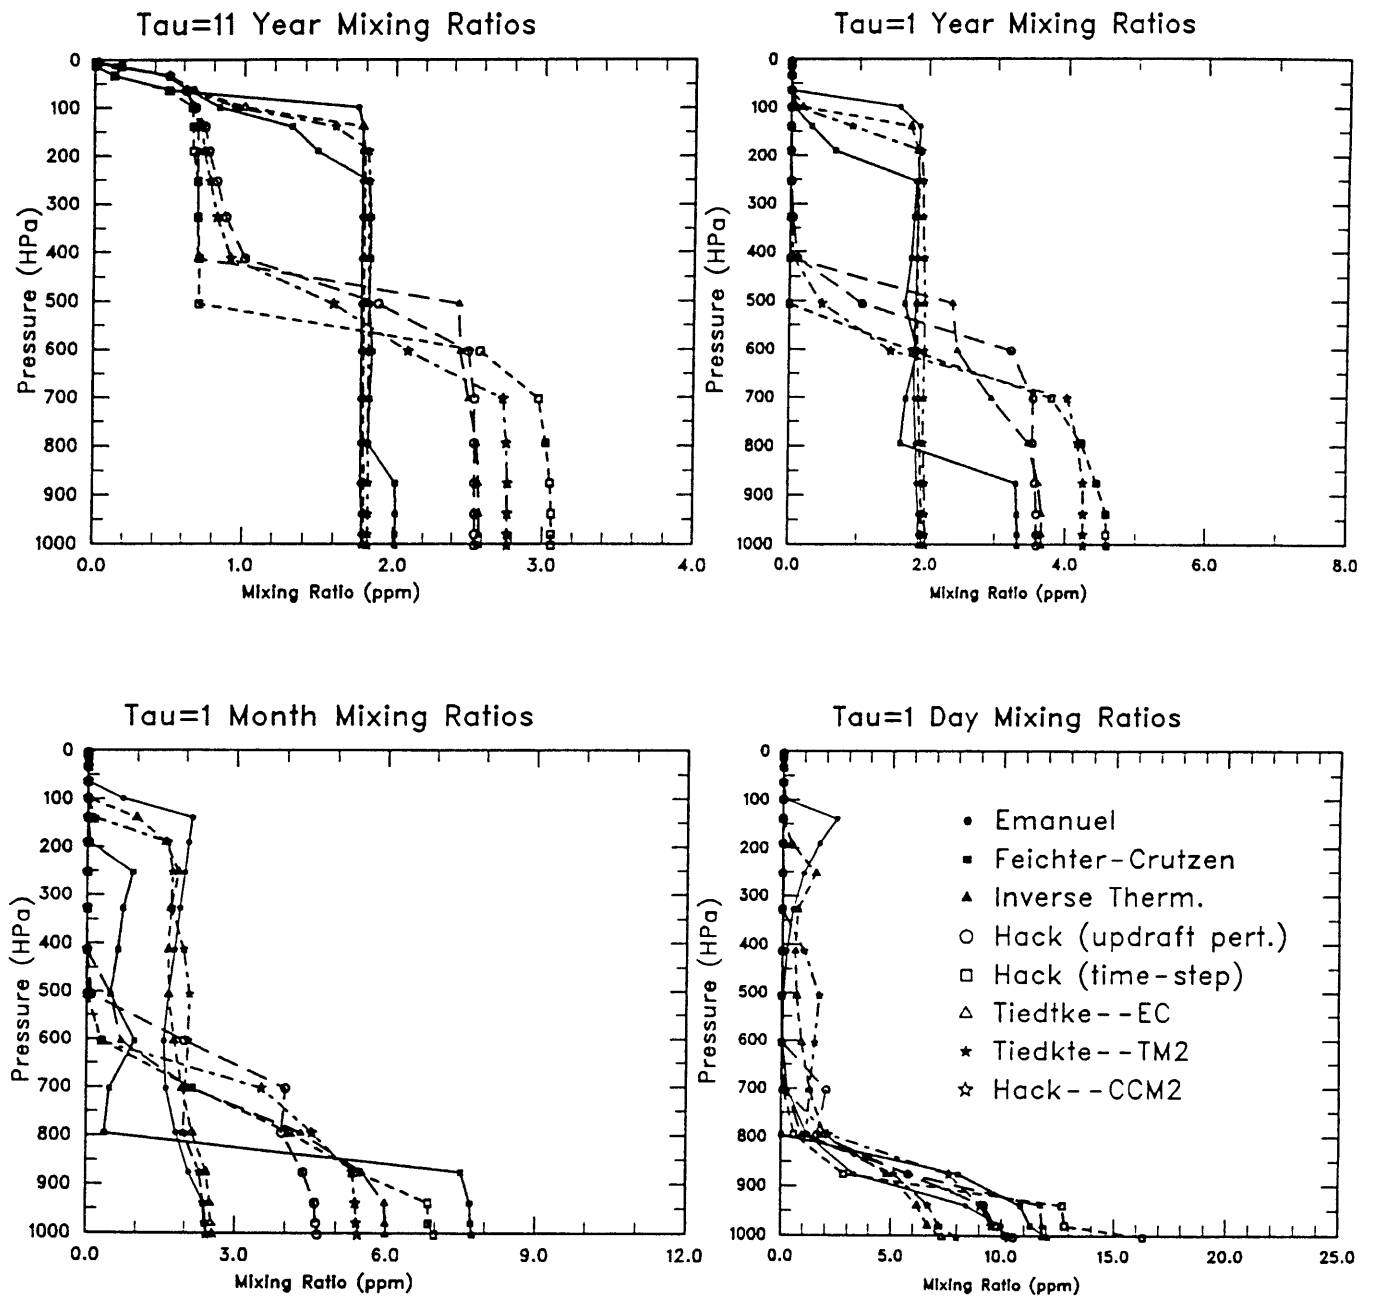 Tau=11 Year Mixing Ratios
0
100
200
300
400
500
600
700
800
900
1000
Pressure (HPa)
0.0 1.0 2.0 3.0 4.0
Mixing Ratio (ppm)
Tau=1 Year Mixing Ratios
0
100
200
300
400
500
600
700
800
900
1000
Pressure (HPa)
0.0 2.0 4.0 6.0 8.0
Mixing Ratio (ppm)
Tau=1 Month Mixing Ratios
0
100
200
300
400
500
600
700
800
900
1000
Pressure (HPa)
0.0 3.0 6.0 9.0 12.0
Mixing Ratio (ppm)
Tau=1 Day Mixing Ratios
0
100
200
300
400
500
600
700
800
900
1000
Pressure (HPa)
0.0 5.0 10.0 15.0 20.0 25.0
Mixing Ratio (ppm)
Emanuel
Feichter-Crutzen
Inverse Therm.
Hack (updraft pert.)
Hack (time-step)
Tiedtke--EC
Tiedkte--TM2
Hack--CCM2